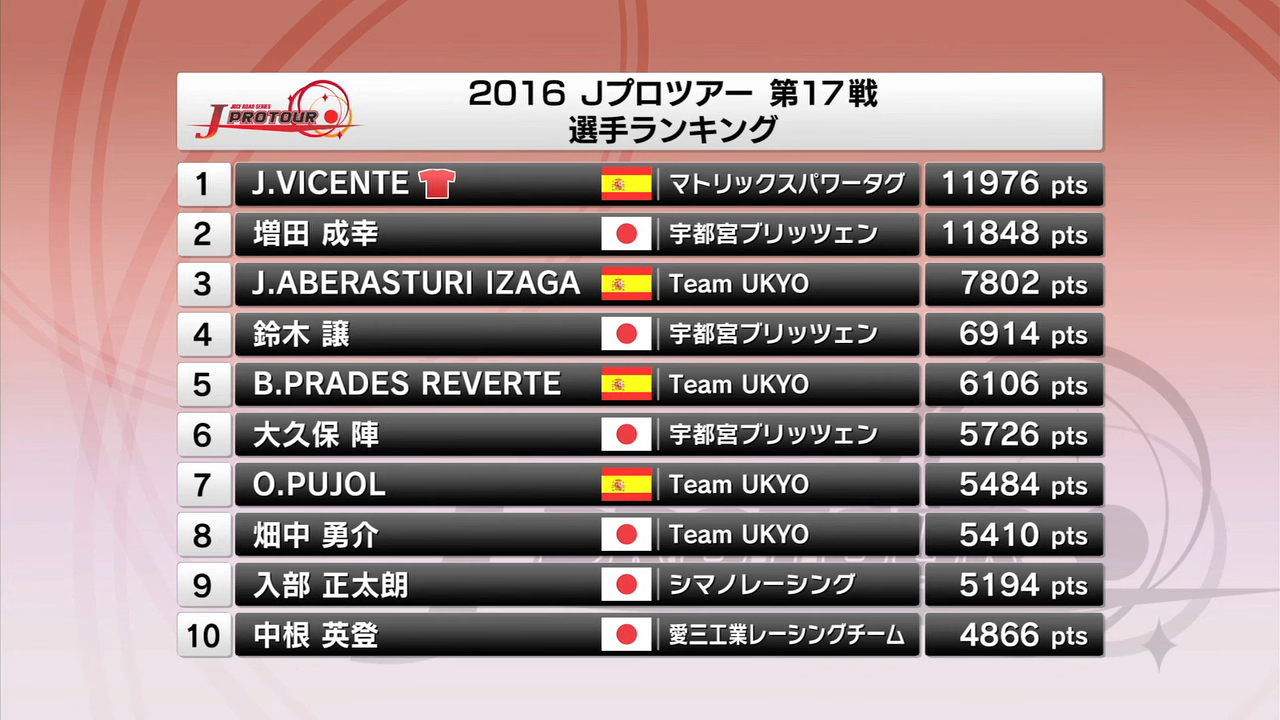 JBCF ROAD SERIES
J PROTOUR
2016 Jプロツアー 第17戦
選手ランキング
1 J.VICENTE マトリックスパワータグ 11976 pts
2 増田 成幸 宇都宮ブリッツェン 11848 pts
3 J.ABERASTURI IZAGA Team UKYO 7802 pts
4 鈴木 譲 宇都宮ブリッツェン 6914 pts
5 B.PRADES REVERTE Team UKYO 6106 pts
6 大久保 陣 宇都宮ブリッツェン 5726 pts
7 O.PUJOL Team UKYO 5484 pts
8 畑中 勇介 Team UKYO 5410 pts
9 入部 正太朗 シマノレーシング 5194 pts
10 中根 英登 愛三工業レーシングチーム 4866 pts